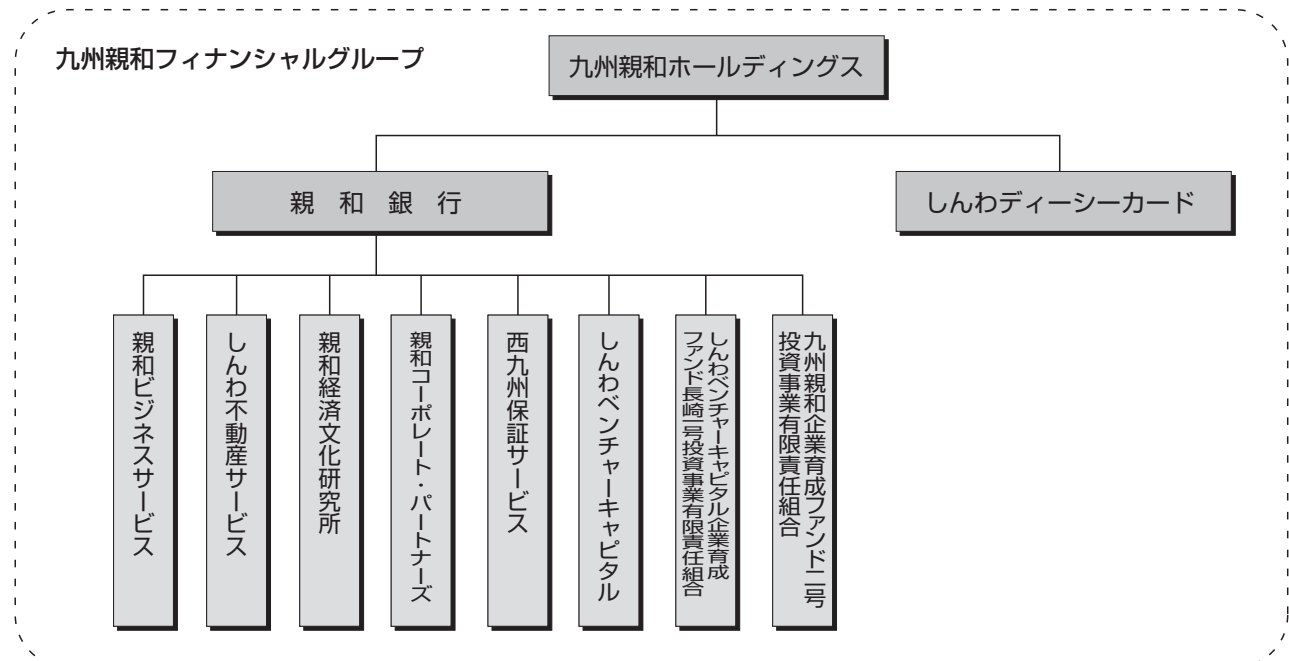 九州親和フィナンシャルグループ
九州親和ホールディングス
親和銀行
しんわディーシーカード
親和ビジネスサービス
しんわ不動産サービス
親和経済文化研究所
親和コーポレート・パートナーズ
西九州保証サービス
しんわベンチャーキャピタル
しんわベンチャーキャピタル企業育成
ファンド長崎一号投資事業有限責任組合
九州親和企業育成ファンド二号
投資事業有限責任組合